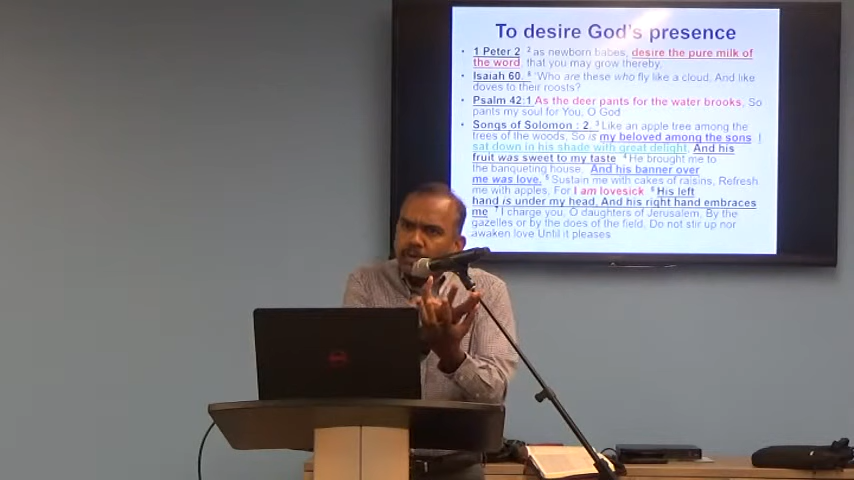 To desire God's presence
• 1 Peter 2 2 as newborn babes, desire the pure milk of
the word, that you may grow thereby,
• Isaiah 60. 8 "Who are these who fly like a cloud, And like
doves to their roosts?
• Psalm 42:1 As the deer pants for the water brooks, So
pants my soul for You, O God
• Songs of Solomon : 2. 3 Like an apple tree among the
trees of the woods, So is my beloved among the sons. I
sat down in his shade with great delight, And his
fruit was sweet to my taste 4 He brought me to
the banqueting house, And his banner over
me was love. 5 Sustain me with cakes of raisins, Refresh
me with apples, For I am lovesick 6 His left
hand is under my head, And his right hand embraces
me 7 I charge you, O daughters of Jerusalem, By the
gazelles or by the does of the field, Do not stir up nor
awaken love Until it pleases